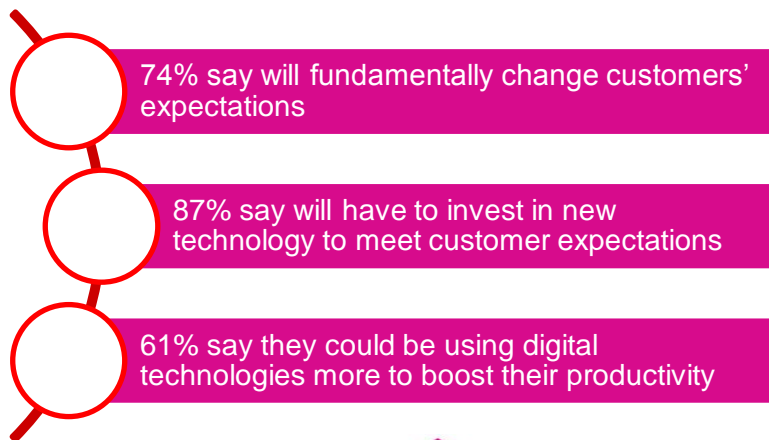 74% say will fundamentally change customers’
expectations
87% say will have to invest in new
technology to meet customer expectations
61% say they could be using digital
technologies more to boost their productivity